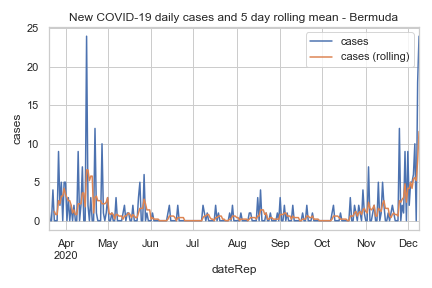 New COVID-19 daily cases and 5 day rolling mean - Bermuda
cases
cases (rolling)
25
20
15
10
5
0
cases
Apr
2020
May
Jun
Jul
Aug
Sep
Oct
Nov
Dec
dateRep